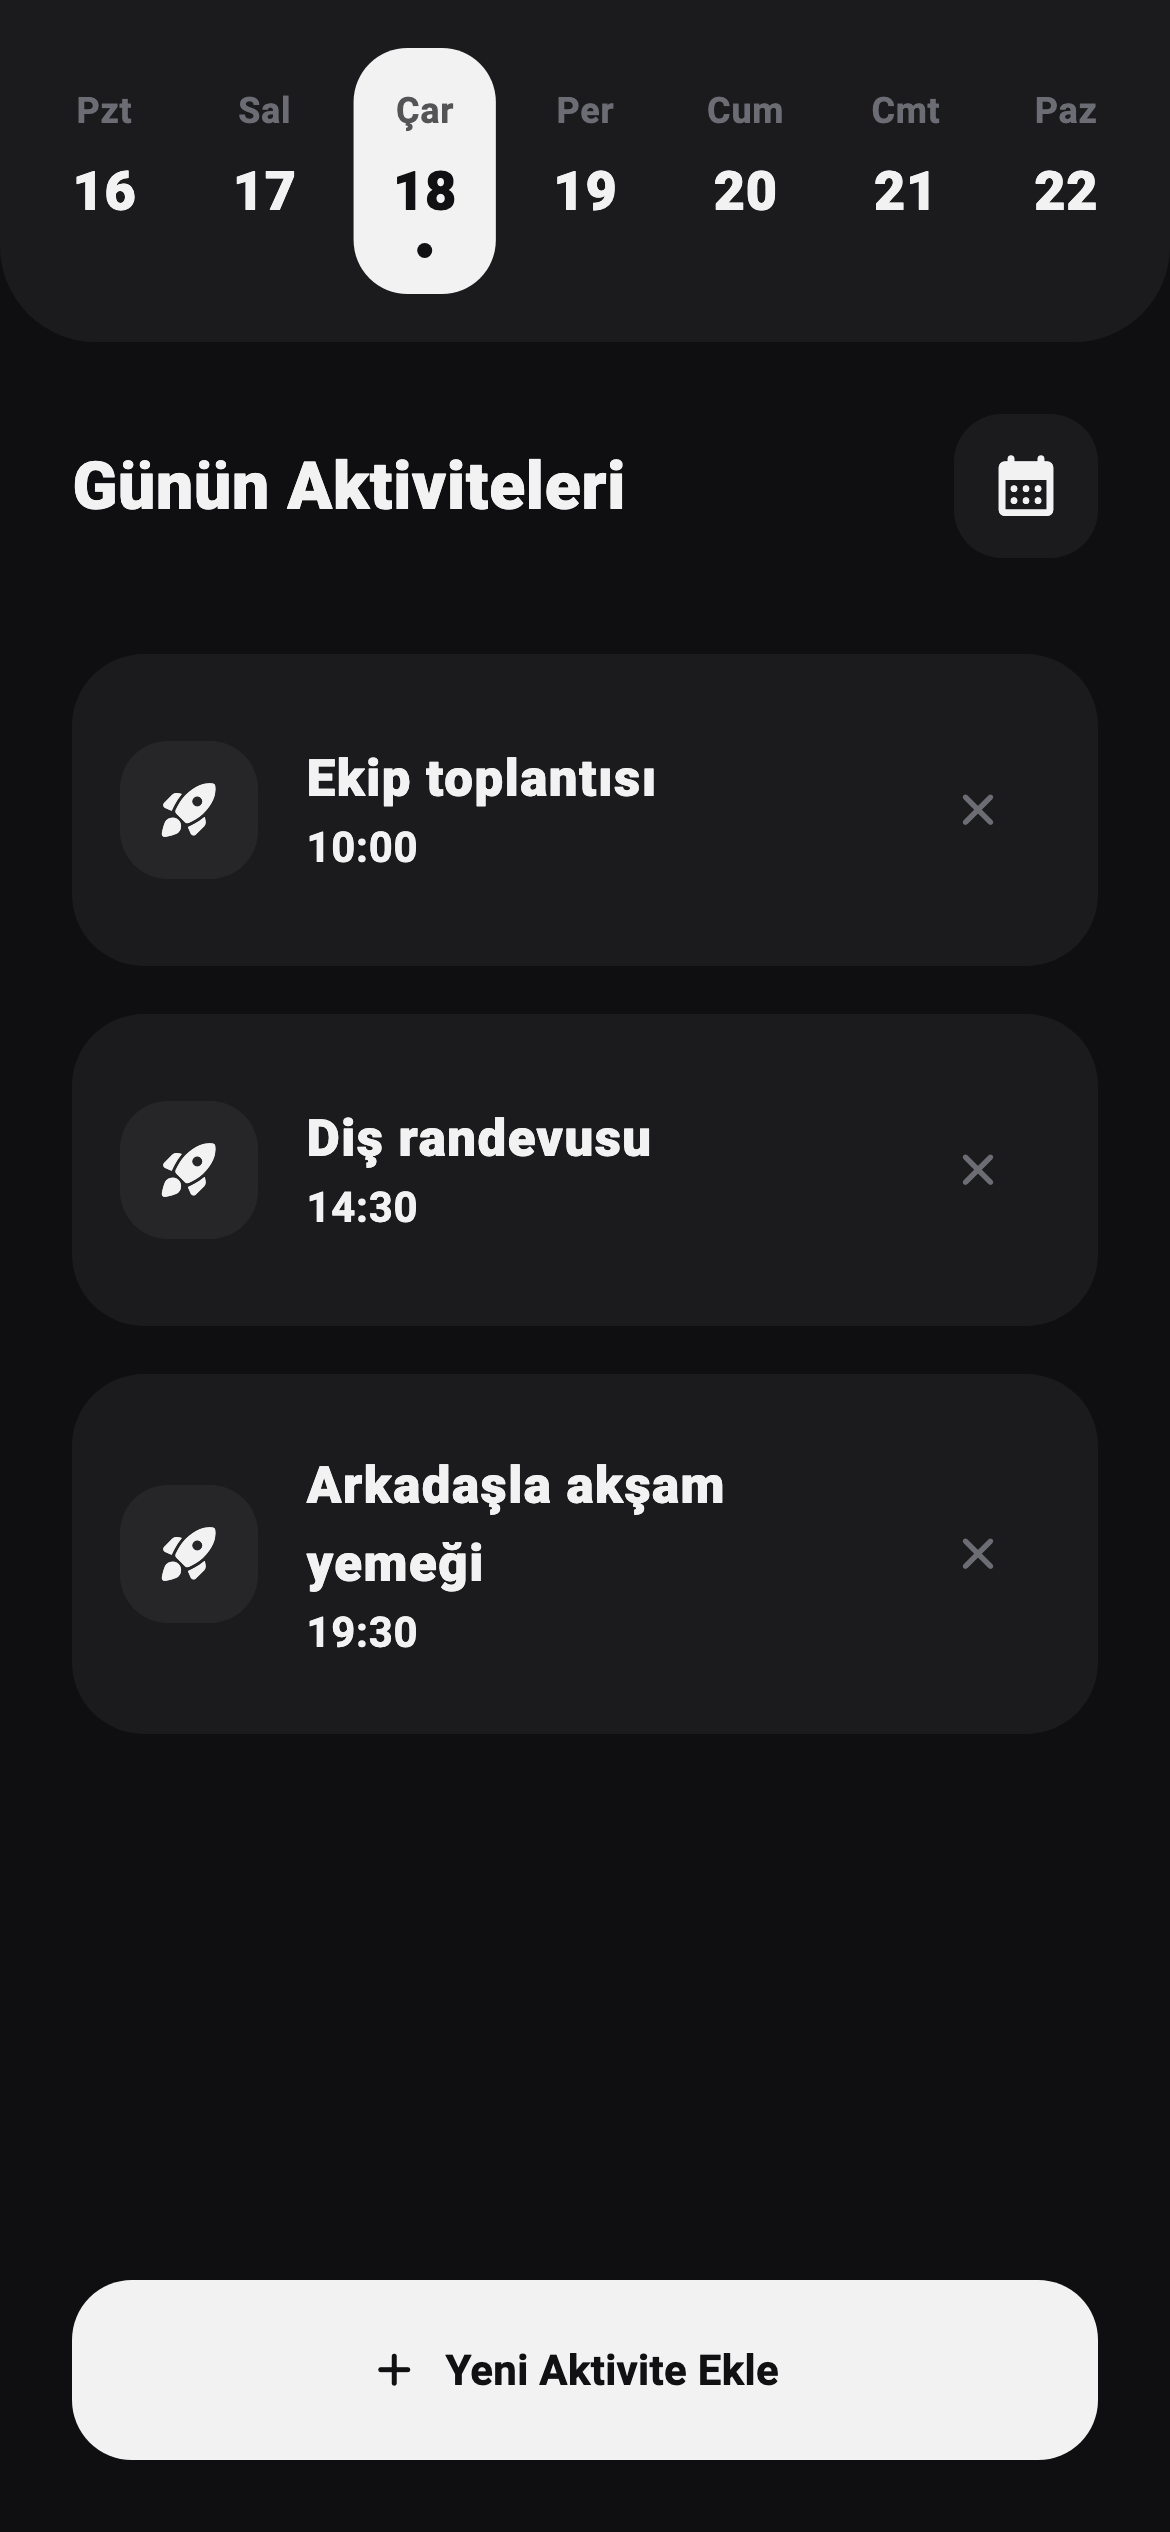 Pzt Sal Çar Per Cum Cmt Paz
16 17 18 19 20 21 22
Günün Aktiviteleri
Ekip toplantısı
10:00
Diş randevusu
14:30
Arkadaşla akşam
yemeği
19:30
Yeni Aktivite Ekle